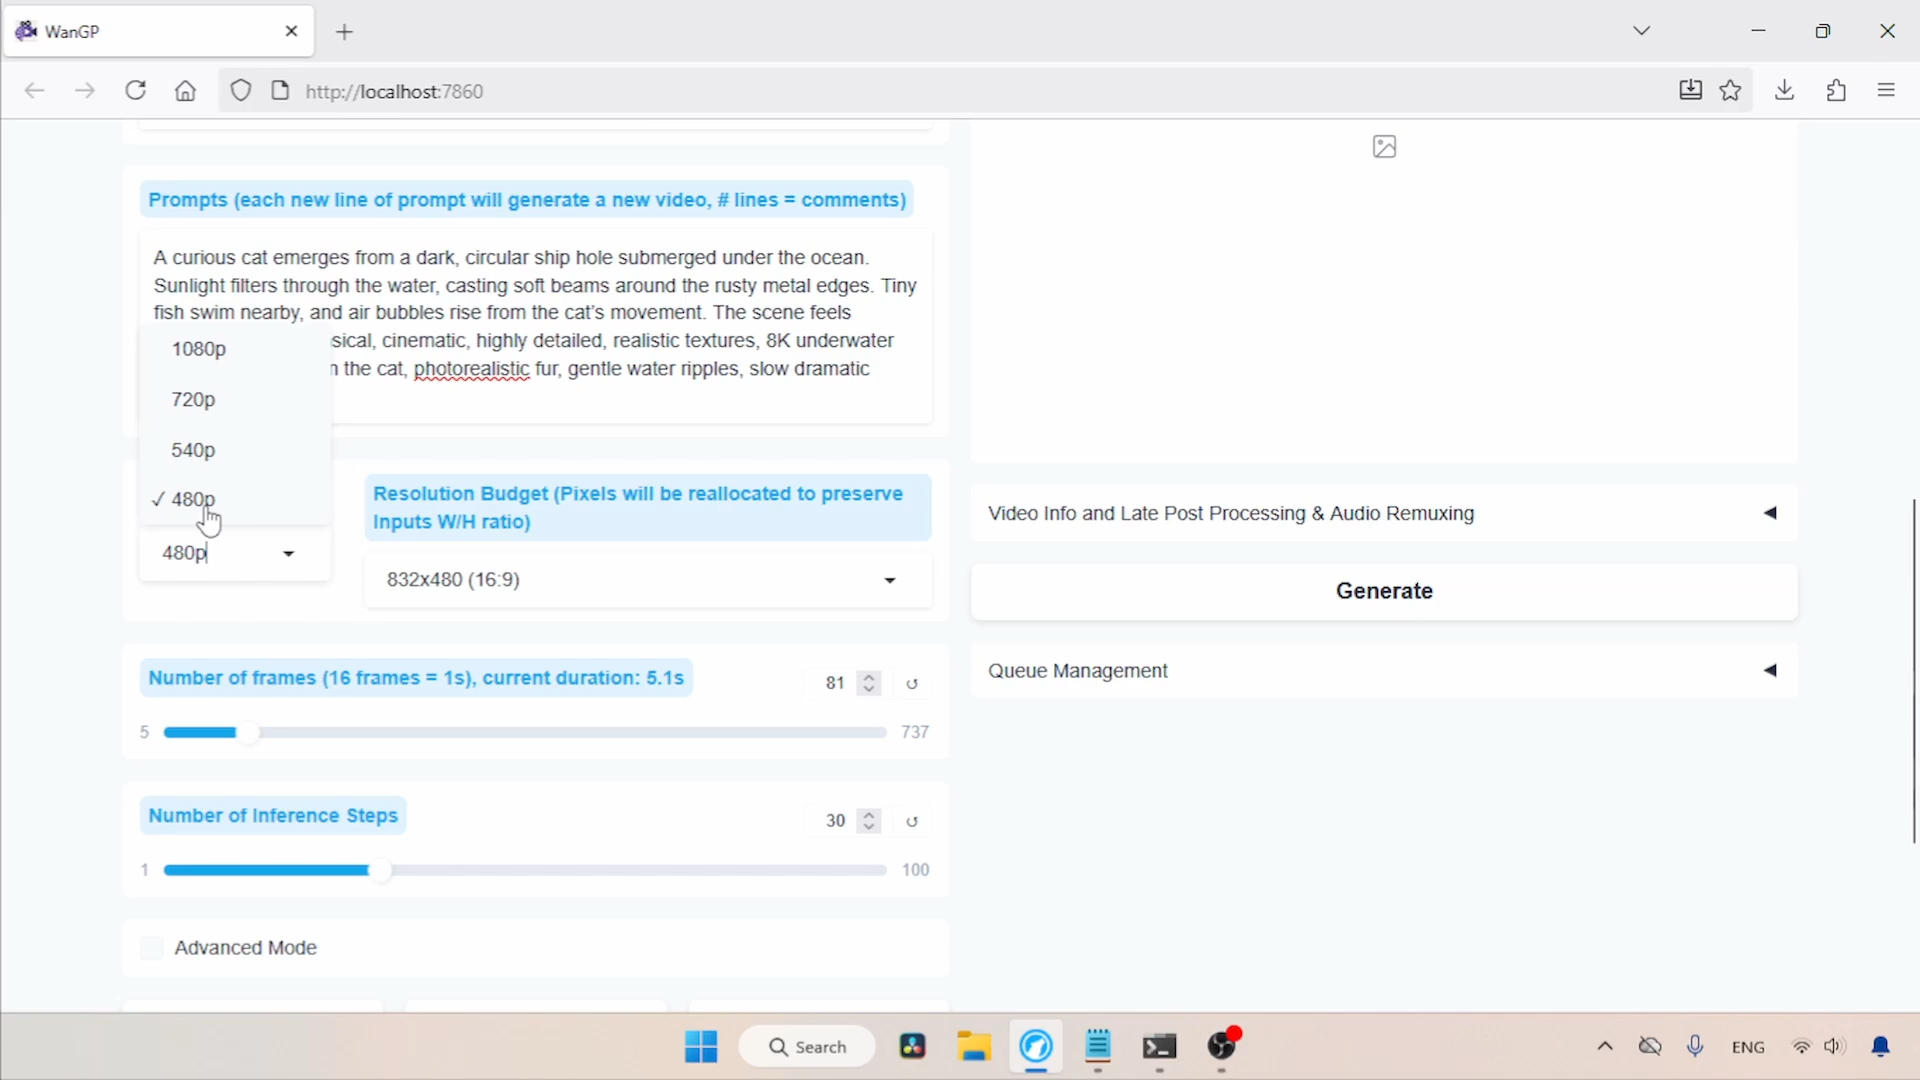 WanGP
http://localhost:7860
Prompts (each new line of prompt will generate a new video, # lines = comments)
A curious cat emerges from a dark, circular ship hole submerged under the ocean.
Sunlight filters through the water, casting soft beams around the rusty metal edges. Tiny
fish swim nearby, and air bubbles rise from the cat's movement. The scene feels
sical, cinematic, highly detailed, realistic textures, 8K underwater
the cat, photorealistic fur, gentle water ripples, slow dramatic
1080p
720p
540p
✓ 480p
480p
Resolution Budget (Pixels will be reallocated to preserve
Inputs W/H ratio)
832x480 (16:9)
Number of frames (16 frames = 1s), current duration: 5.1s
81
5
737
Number of Inference Steps
30
1
100
Advanced Mode
Video Info and Late Post Processing & Audio Remuxing
Generate
Queue Management
Search
ENG